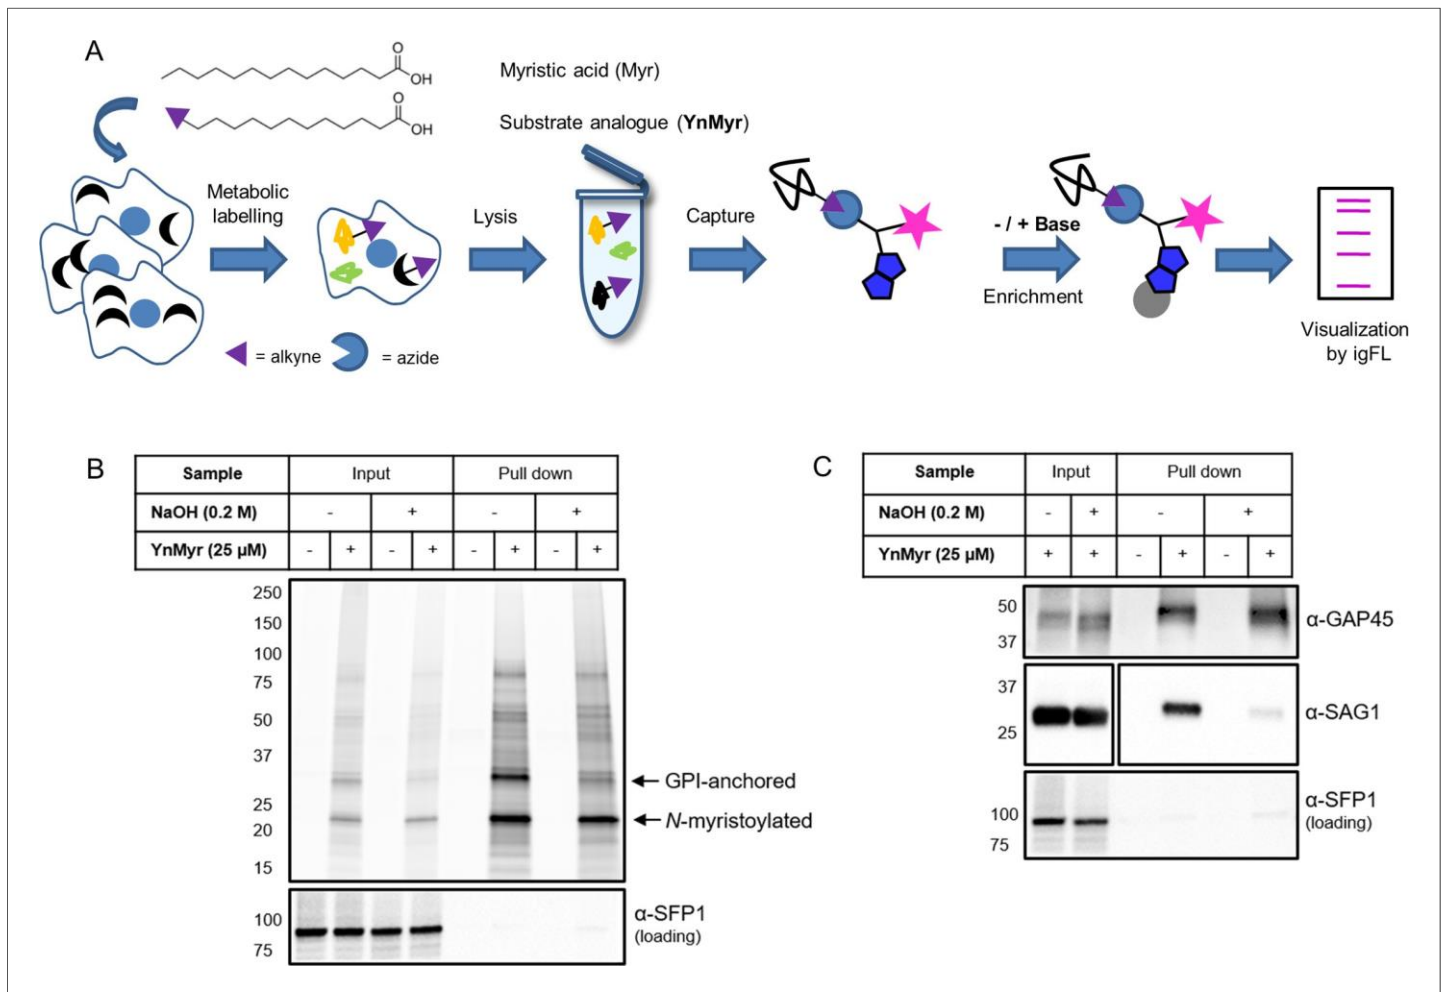 A
O
OH
Myristic acid (Myr)
O
OH
Substrate analogue (YnMyr)
Metabolic
labelling
Lysis
Capture
- / + Base
Enrichment
Visualization
by igFL
= alkyne
= azide
B
Sample Input Pull down
NaOH (0.2 M) - + - +
YnMyr (25 µM) - + - + - + - +
250
150
100
75
50
37
25
20
15
GPI-anchored
N-myristoylated
100
75
α-SFP1
(loading)
C
Sample Input Pull down
NaOH (0.2 M) - + - +
YnMyr (25 µM) + + - + - +
50
37
α-GAP45
37
25
α-SAG1
100
75
α-SFP1
(loading)